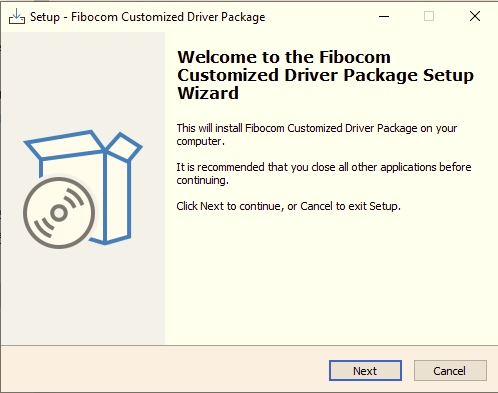 Setup - Fibocom Customized Driver Package
Welcome to the Fibocom
Customized Driver Package Setup
Wizard
This will install Fibocom Customized Driver Package on your
computer.
It is recommended that you close all other applications before
continuing.
Click Next to continue, or Cancel to exit Setup.
Next
Cancel